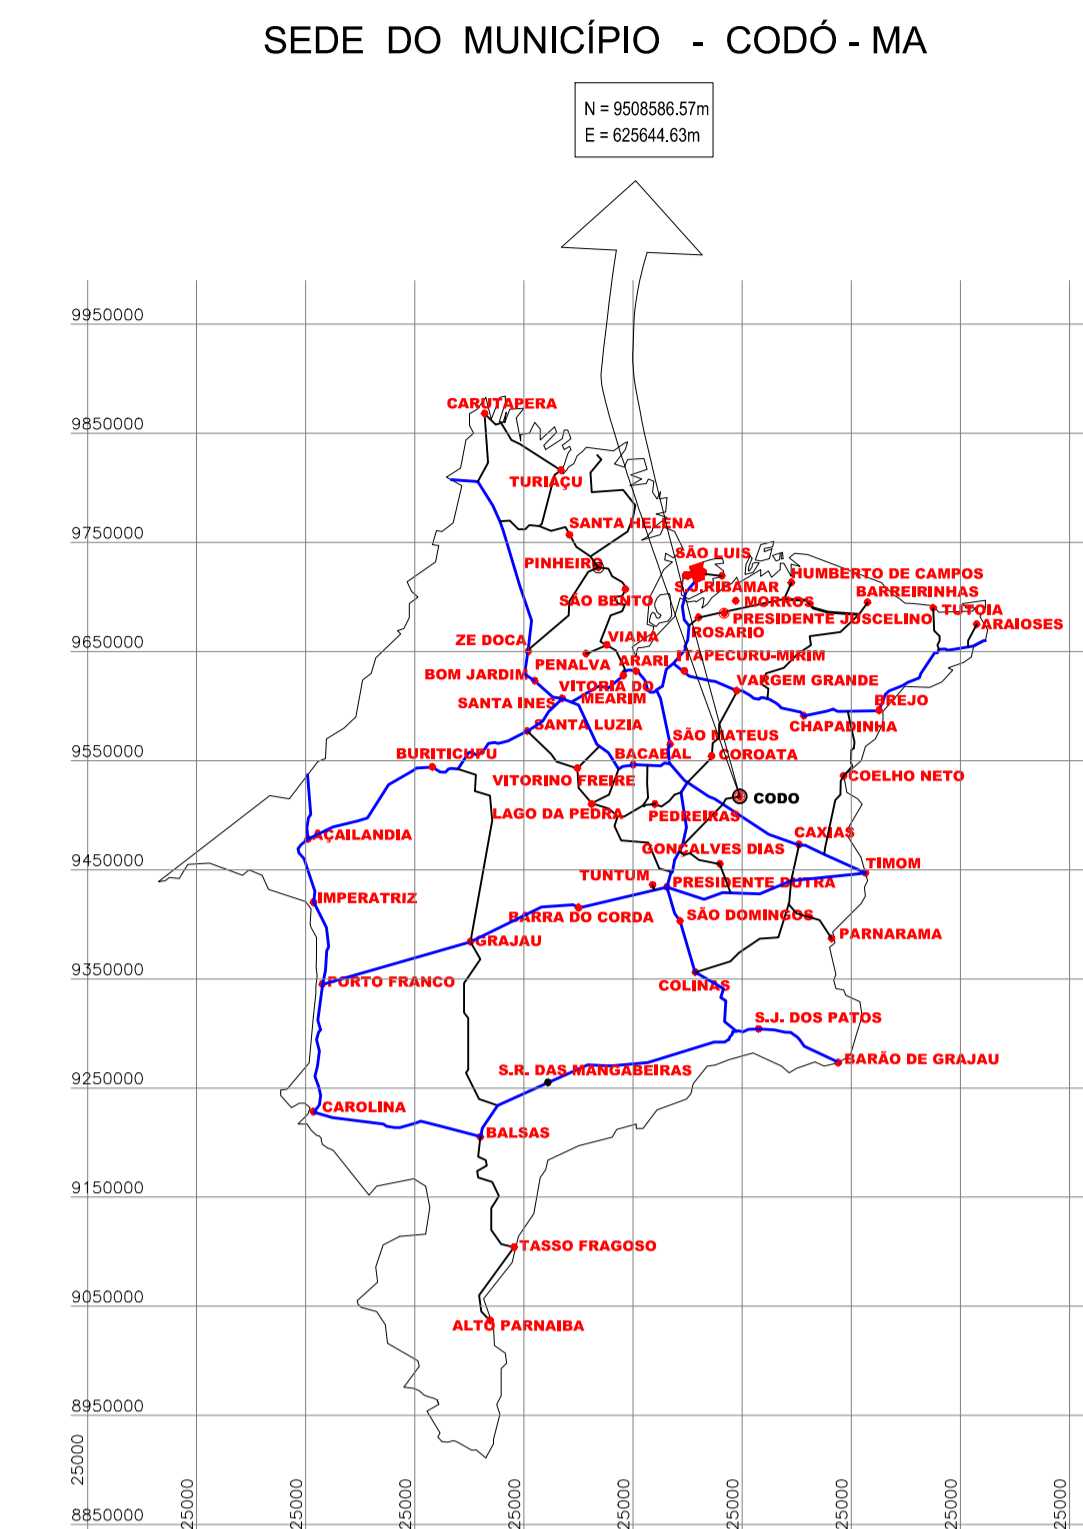 SEDE DO MUNICÍPIO - CODÓ - MA
N = 9508586.57m
E = 625644.63m
9950000
CARUTAPERA
9850000
TURIAÇU
9750000
SANTA HELENA
SÃO LUIS
PINHEIRO
HUMBERTO DE CAMPOS
S.J.RIBAMAR
BARREIRINHAS
SÃO BENTO
MORROS
TUTOIA
PRESIDENTE JUSCELINO
ARAIOSES
ROSARIO
9650000
ZE DOCA
VIANA
ITAPECURU-MIRIM
PENALVA
ARARI
BOM JARDIM
VARGEM GRANDE
VITORIA DO
MEARIM
SANTA INES
BREJO
SANTA LUZIA
CHAPADINHA
SÃO MATEUS
9550000
BURITICUPU
BACABAL
COROATA
VITORINO FREIRE
COELHO NETO
CODO
LAGO DA PEDRA
PEDREIRAS
AÇAILANDIA
CAXIAS
GONCALVES DIAS
9450000
TIMOM
TUNTUM
PRESIDENTE DUTRA
IMPERATRIZ
BARRA DO CORDA
SÃO DOMINGOS
PARNARAMA
GRAJAU
9350000
PORTO FRANCO
COLINAS
S.J. DOS PATOS
BARÃO DE GRAJAU
9250000
S.R. DAS MANGABEIRAS
CAROLINA
BALSAS
9150000
TASSO FRAGOSO
9050000
ALTO PARNAIBA
8950000
25000
25000
25000
25000
25000
25000
25000
25000
25000
25000
8850000